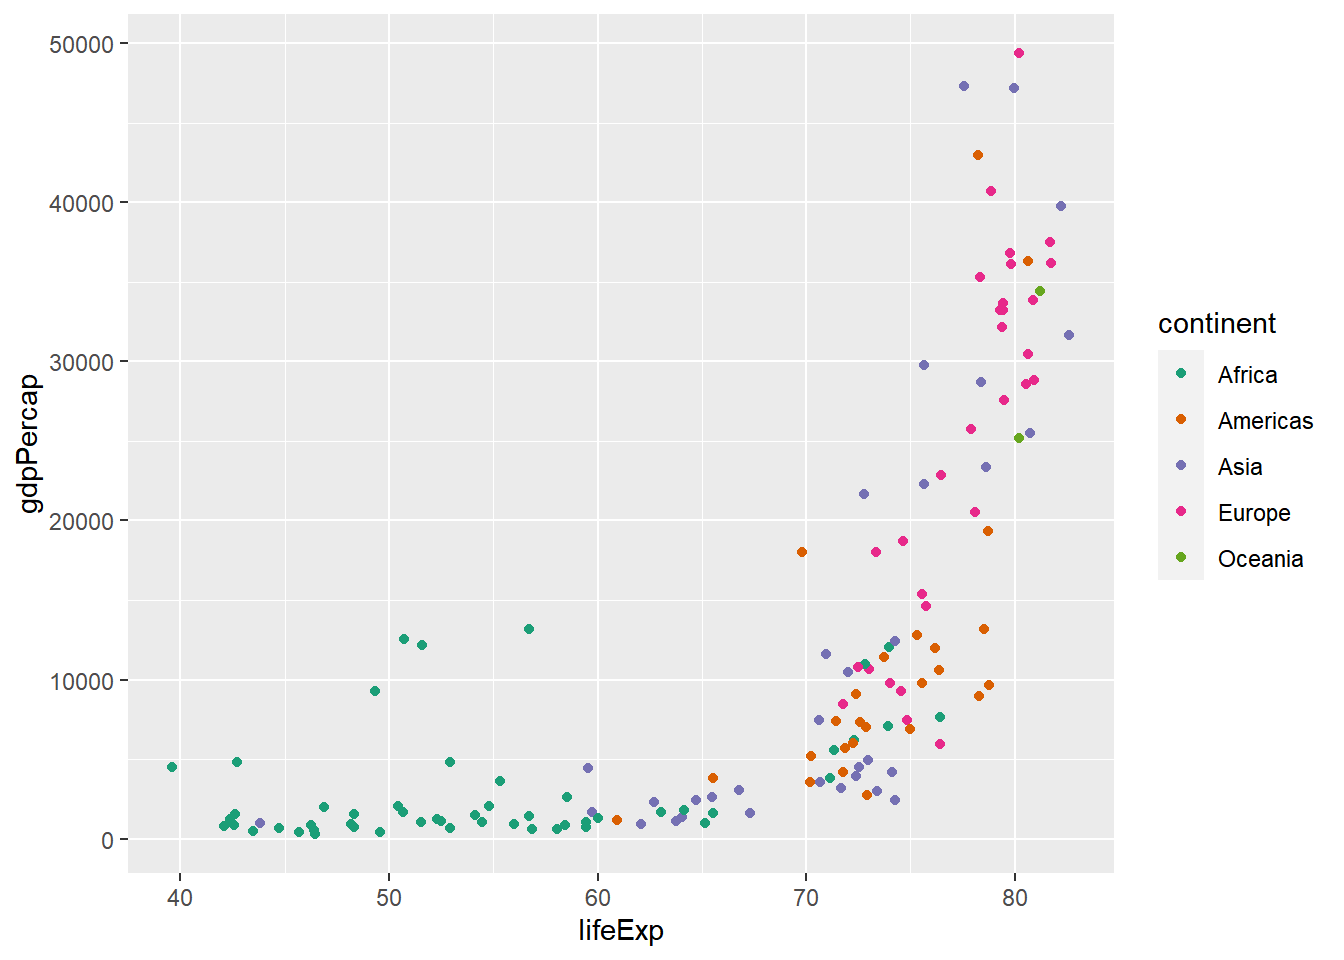 50000
40000
30000
20000
10000
0
gdpPercap
40 50 60 70 80
lifeExp
continent
Africa
Americas
Asia
Europe
Oceania